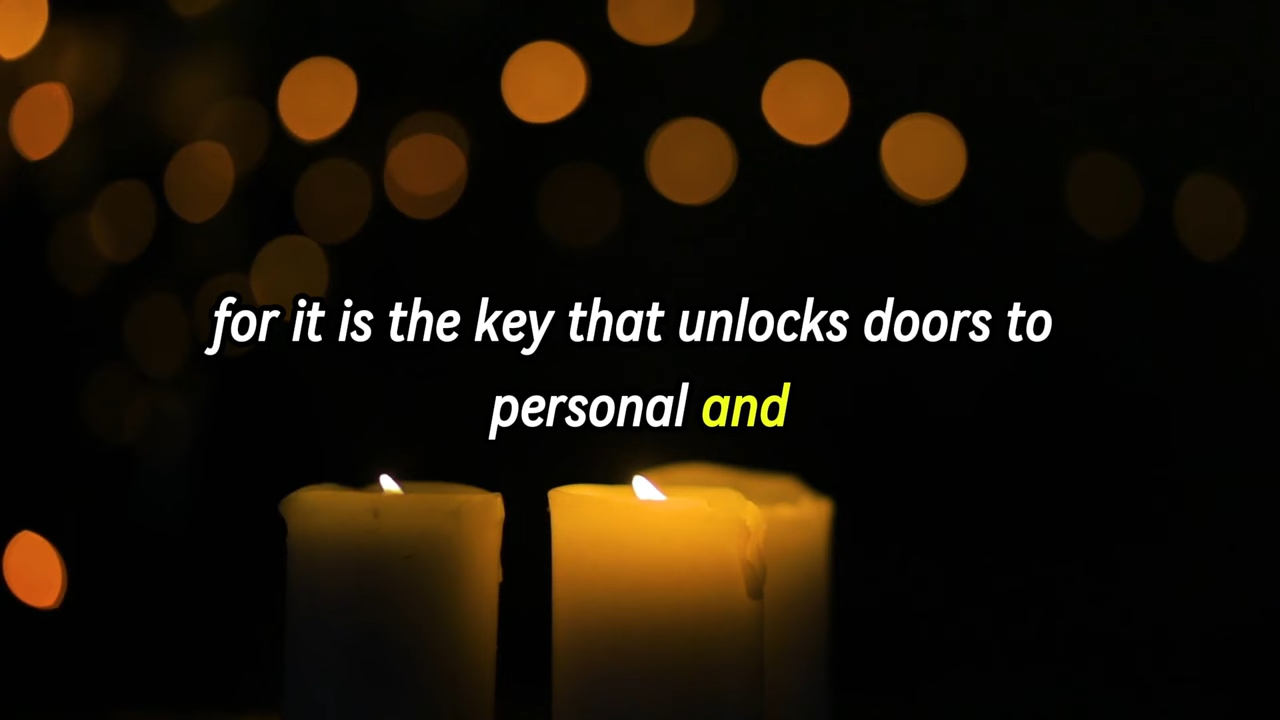 for it is the key that unlocks doors to
personal and